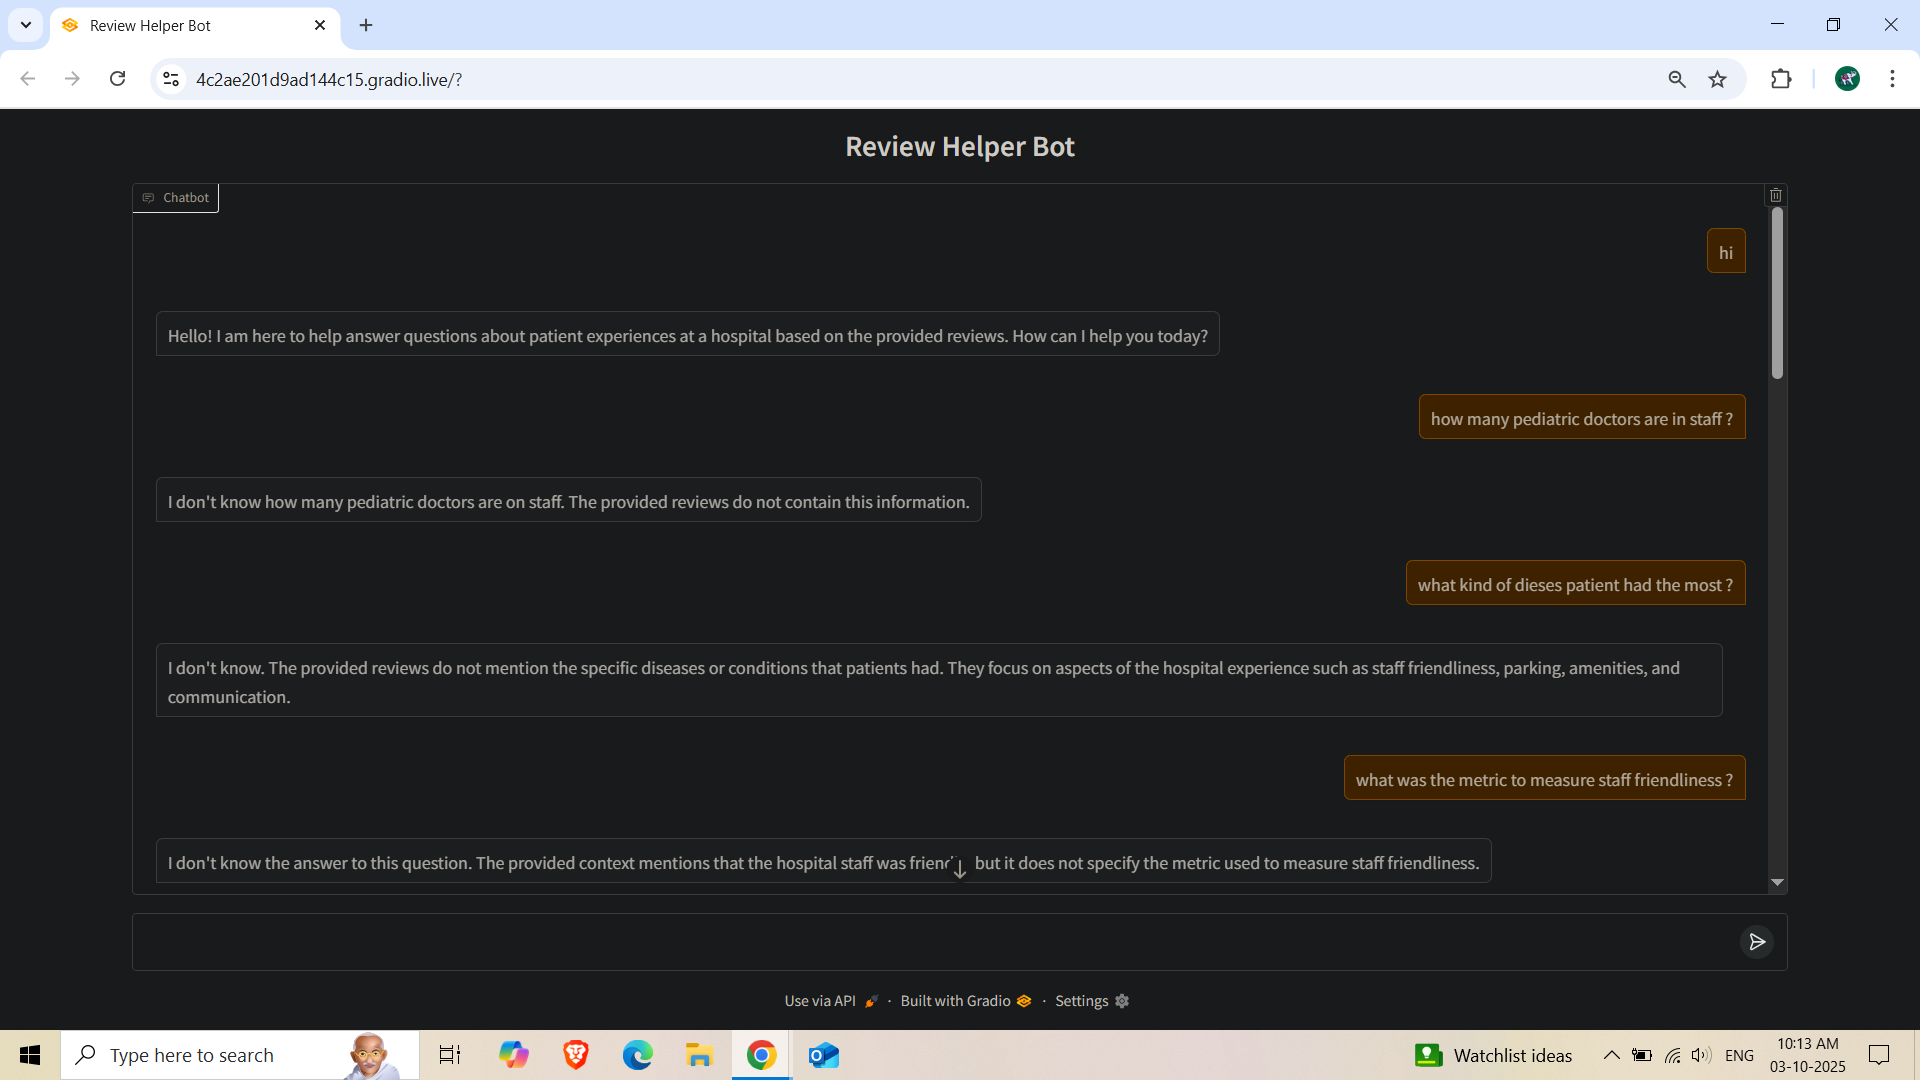 Review Helper Bot
4c2ae201d9ad144c15.gradio.live/?
Review Helper Bot
Chatbot
hi
Hello! I am here to help answer questions about patient experiences at a hospital based on the provided reviews. How can I help you today?
how many pediatric doctors are in staff ?
I don't know how many pediatric doctors are on staff. The provided reviews do not contain this information.
what kind of dieses patient had the most ?
I don't know. The provided reviews do not mention the specific diseases or conditions that patients had. They focus on aspects of the hospital experience such as staff friendliness, parking, amenities, and
communication.
what was the metric to measure staff friendliness ?
I don't know the answer to this question. The provided context mentions that the hospital staff was but it does not specify the metric used to measure staff friendliness.
Use via API · Built with Gradio · Settings
Type here to search
Watchlist ideas
ENG
10:13 AM
03-10-2025